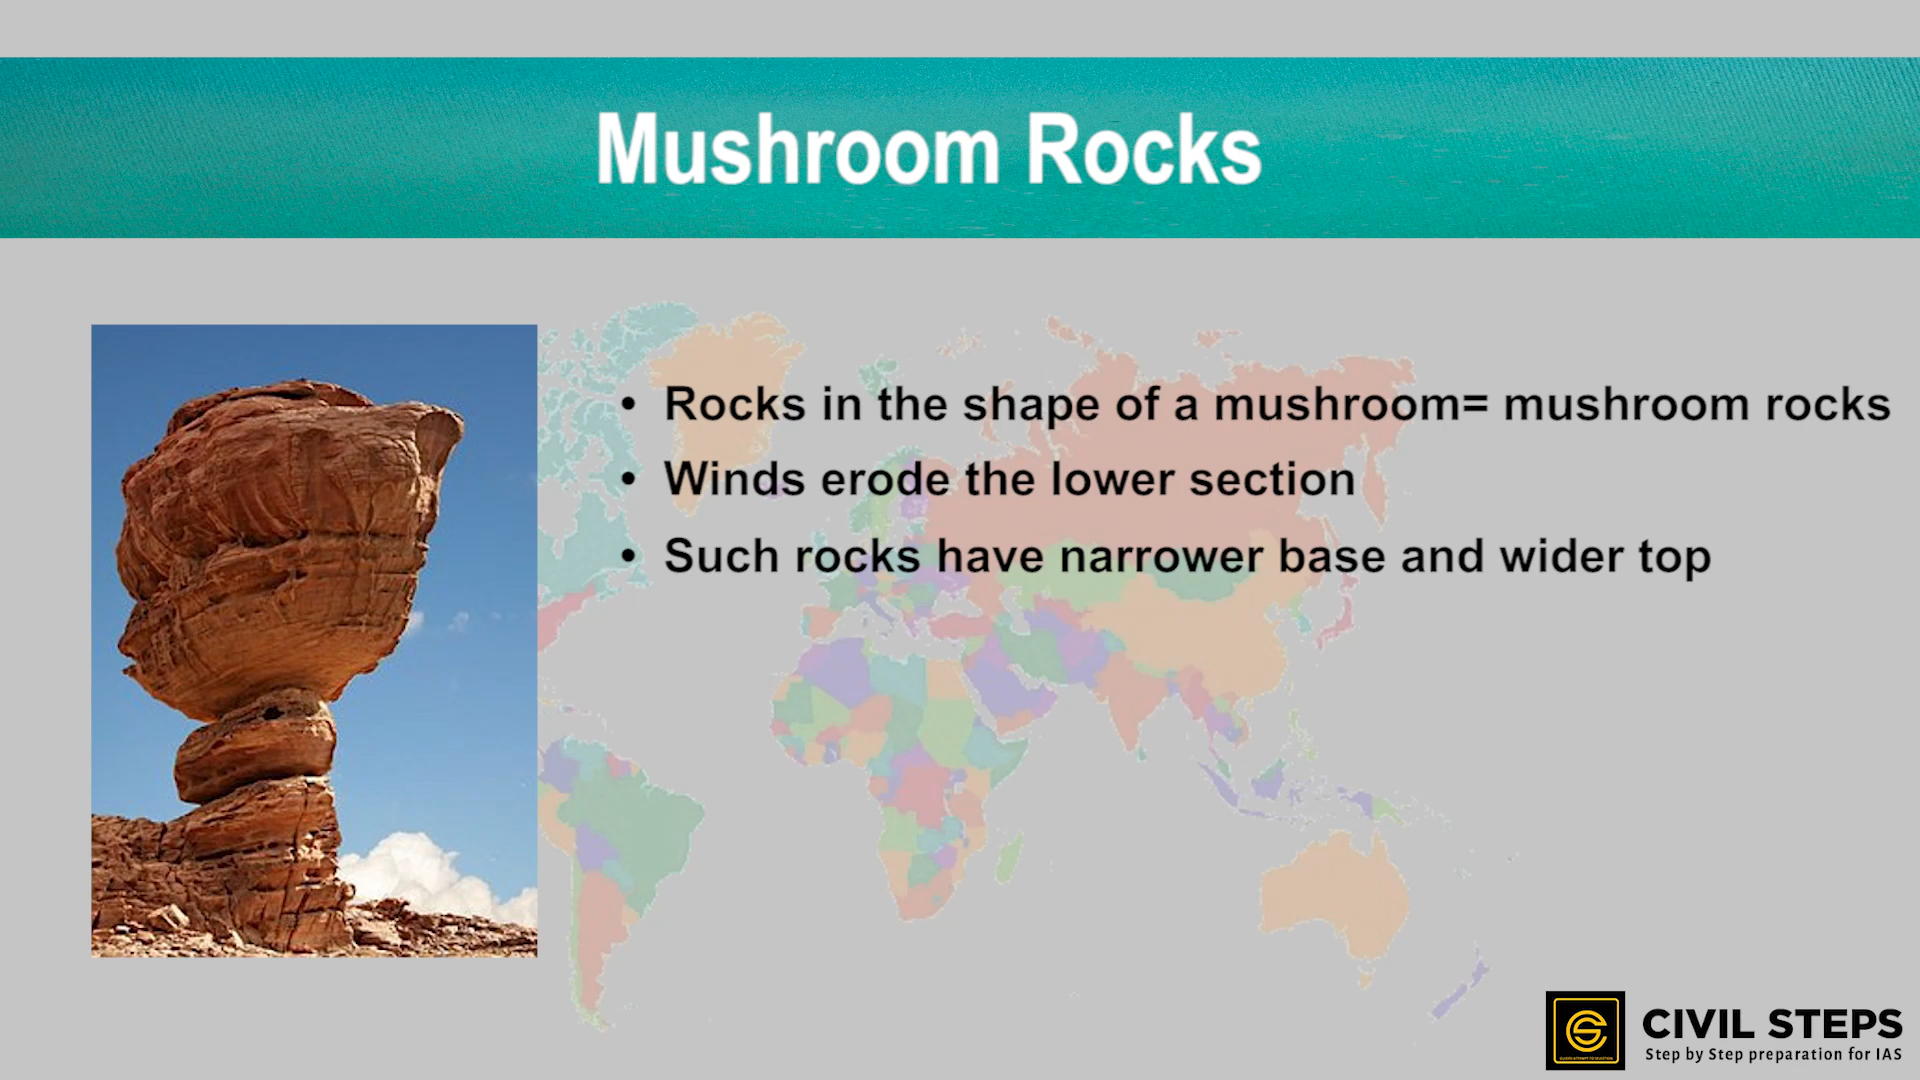 Mushroom Rocks
• Rocks in the shape of a mushroom= mushroom rocks
• Winds erode the lower section
• Such rocks have narrower base and wider top
CIVIL STEPS
Step by Step preparation for IAS